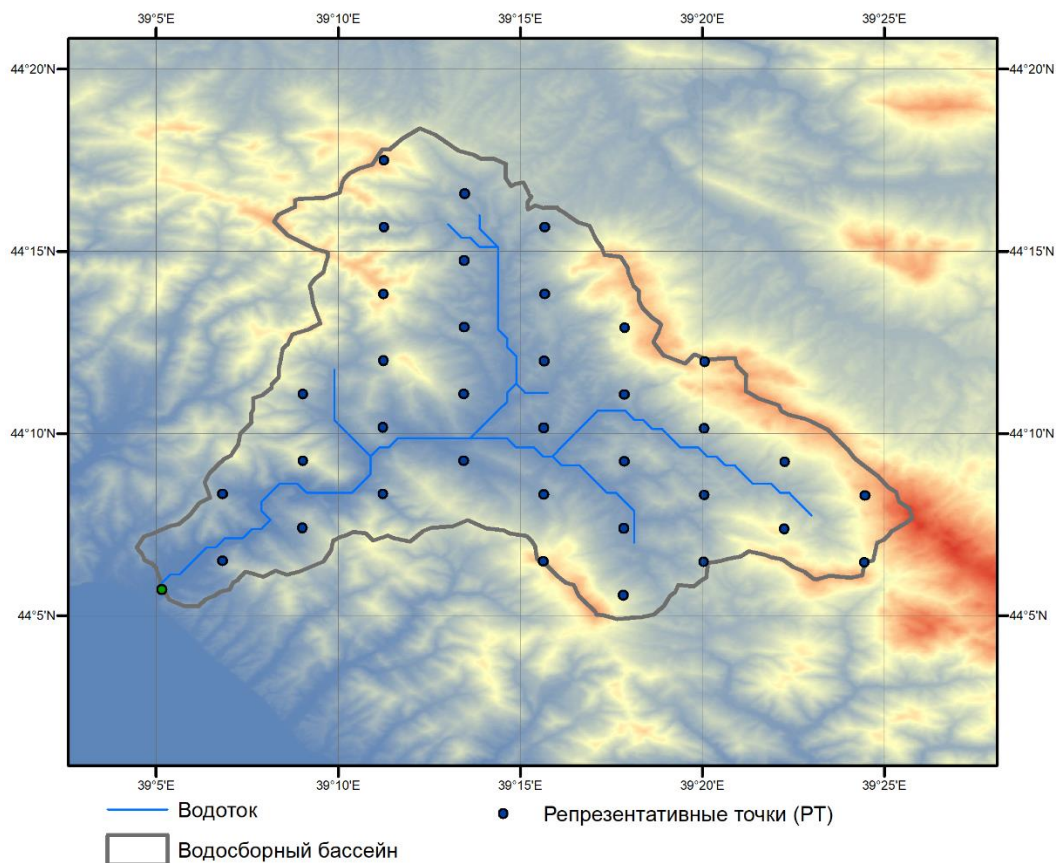 39°5'E 39°10'E 39°15'E 39°20'E 39°25'E
44°20'N 44°20'N
44°15'N 44°15'N
44°10'N 44°10'N
44°5'N 44°5'N
39°5'E 39°10'E 39°15'E 39°20'E 39°25'E
Водоток Репрезентативные точки (РТ)
Водосборный бассейн